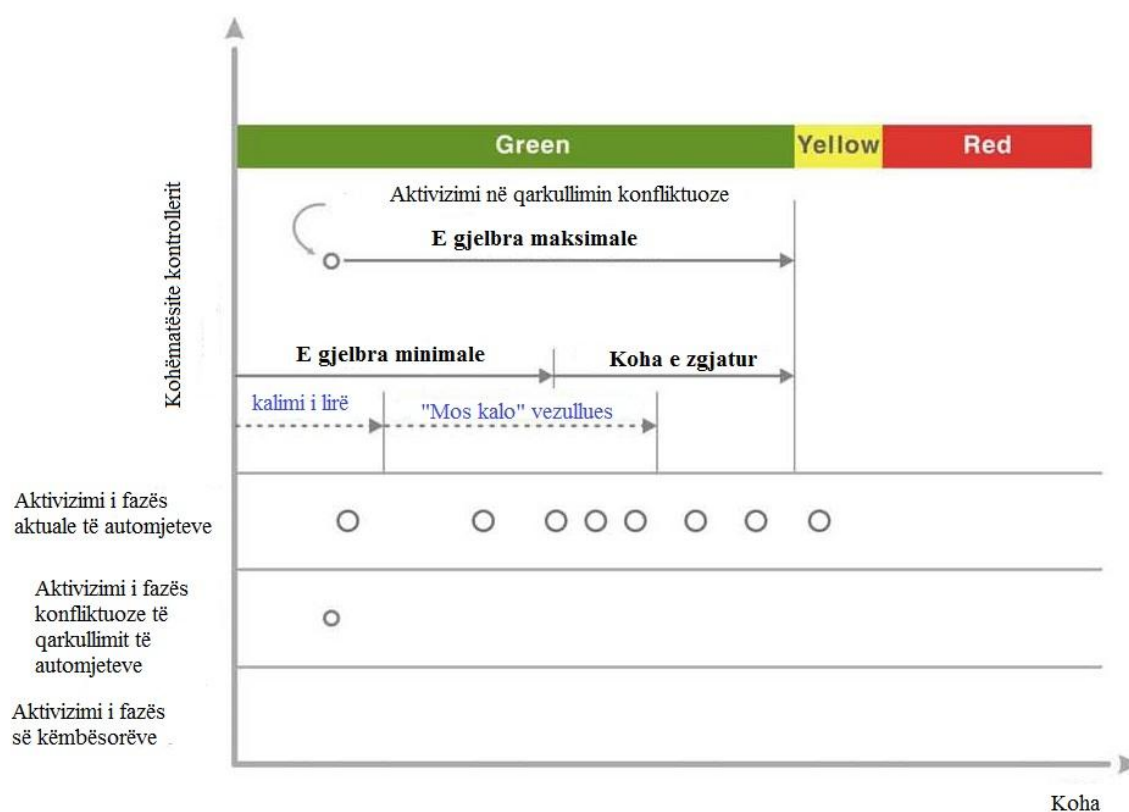 Green Yellow Red
Aktivizimi në qarkullimin konfliktuoze
E gjelbra maksimale
Kohëmatësite kontrollerit
E gjelbra minimale
Koha e zgjatur
kalimi i lirë
"Mos kalo" vezullues
Aktivizimi i fazës
aktuale të automjeteve
Aktivizimi i fazës
konfliktuoze të
qarkullimit të
automjeteve
Aktivizimi i fazës
së këmbësorëve
Koha